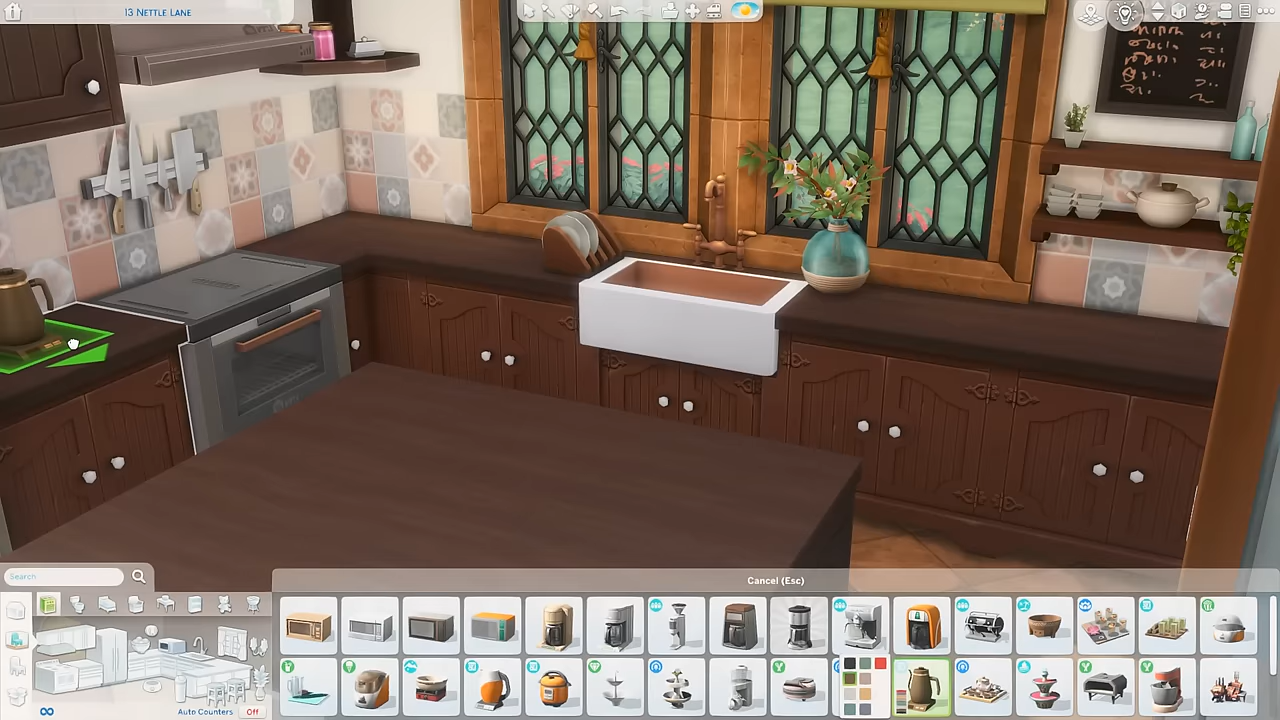 13 NETTLE LANE
Search
Cancel (Esc)
Auto Counters
Off